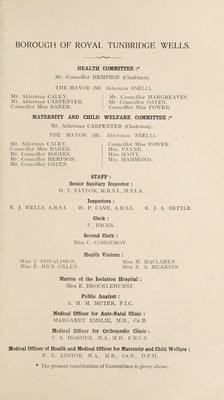 BOROUGH OF ROYAL TUNBRIDGE WELLS.
HEALTH COMMITTEE :*
Mr. Councillor HEMPSON (Chairman).
THE MAYOR (Mr. Alderman SNELL).
Mr. Alderman CALEY. Mr. Councillor HARGREAVES.
Mr. Alderman CARPENTER. Mr. Councillor OATEN.
Councillor Miss BAKER. Councillor Miss POWER.
MATERNITY AND CHILD WELFARE COMMITTEE :*
Mr. Alderman CARPENTER (Chairman).
THE MAYOR (Mr. Alderman SNELL).
Mr. Alderman CALEY. Councillor Miss POWER.
Councillor Miss BAKER. Mrs. PAYNE.
Mr. Councillor Miss SCOTT.
Mr. Councillor HEMPSON. Mrs. HAMMOND.
Mr. Councillor OATEN.
STAFF :
Senior Sanitary Inspector :
H. T. TAYLOR, M.R.S.I., M.S.I.A.
Inspectors :
E. J. WELLS, A.R.S.I. W. P. CAVE, A.R.S.I. E. J. A. BETTLE.
Clerk :
F. HICKS.
Second Clerk :
Miss C. CORDEROY.
Health Visitors :
Miss J. DONALDSON. Miss M. MACLAREN.
Miss E. RICE OXLEY. Miss E. A. MEAKINS.
Matron of the Isolation Hospital :
Miss E. BROCKLEHURST.
Public Analyst :
A. H. M. MUTER, F.I.C.
Medical Officer for Ante-Natal Clinic :
MARGARET EMSLIE, M.B., CH.B.
Medical Officer for Orthopædic Clinic :
C. A. M.A., M.B., F.R.C.S.
Medical Officer of Health and Medical Officer for Maternity and Child Welfare :
F. C. LINTON, M.A., M.B., CH.B., D.P.H.
* The present constitution of Committees is given above.